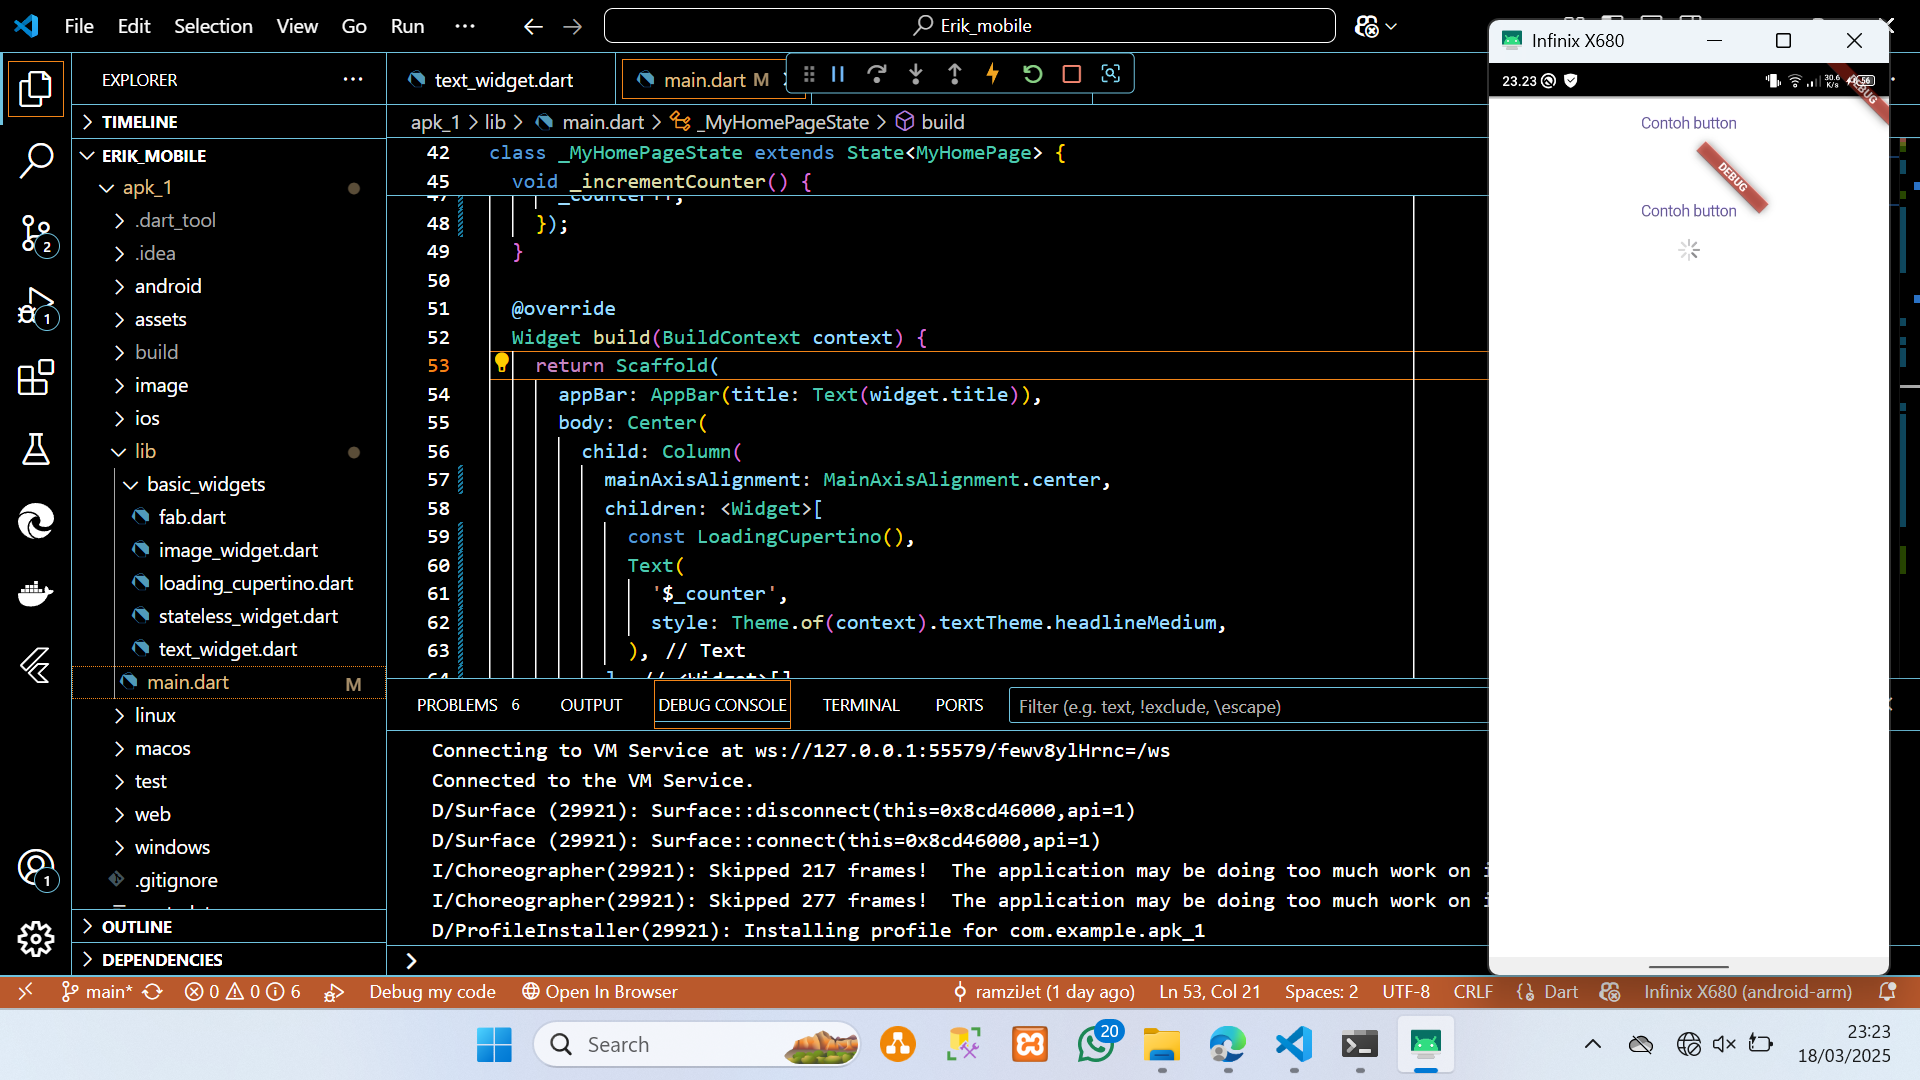 File Edit Selection View Go Run ···
Erik_mobile
EXPLORER
TIMELINE
ERIK_MOBILE
apk_1
.dart_tool
.idea
android
assets
build
image
ios
lib
basic_widgets
fab.dart
image_widget.dart
loading_cupertino.dart
stateless_widget.dart
text_widget.dart
main.dart M
linux
macos
test
web
windows
.gitignore
OUTLINE
DEPENDENCIES
2
1
1
text_widget.dart
main.dart M
apk_1 > lib > main.dart > _MyHomePageState > build
42 class _MyHomePageState extends State<MyHomePage> {
45 void _incrementCounter() {
47 _counter++;
48 });
49 }
50
51 @override
52 Widget build(BuildContext context) {
53 return Scaffold(
54 appBar: AppBar(title: Text(widget.title)),
55 body: Center(
56 child: Column(
57 mainAxisAlignment: MainAxisAlignment.center,
58 children: <Widget>[
59 const LoadingCupertino(),
60 Text(
61 '$_counter',
62 style: Theme.of(context).textTheme.headlineMedium,
63 ), // Text
64 ], // <Widget>[]
PROBLEMS 6 OUTPUT DEBUG CONSOLE TERMINAL PORTS Filter (e.g. text, !exclude, \escape)
Connecting to VM Service at ws://127.0.0.1:55579/fewv8ylHrnc=/ws
Connected to the VM Service.
D/Surface (29921): Surface::disconnect(this=0x8cd46000,api=1)
D/Surface (29921): Surface::connect(this=0x8cd46000,api=1)
I/Choreographer(29921): Skipped 217 frames!  The application may be doing too much work on
I/Choreographer(29921): Skipped 277 frames!  The application may be doing too much work on
D/ProfileInstaller(29921): Installing profile for com.example.apk_1
Infinix X680
23.23 30.6 K/s 56
DEBUG
Contoh button
DEBUG
Contoh button
main* 0 0 6 Debug my code Open In Browser ramziJet (1 day ago) Ln 53, Col 21 Spaces: 2 UTF-8 CRLF Dart Infinix X680 (android-arm)
Search
20
23:23
18/03/2025